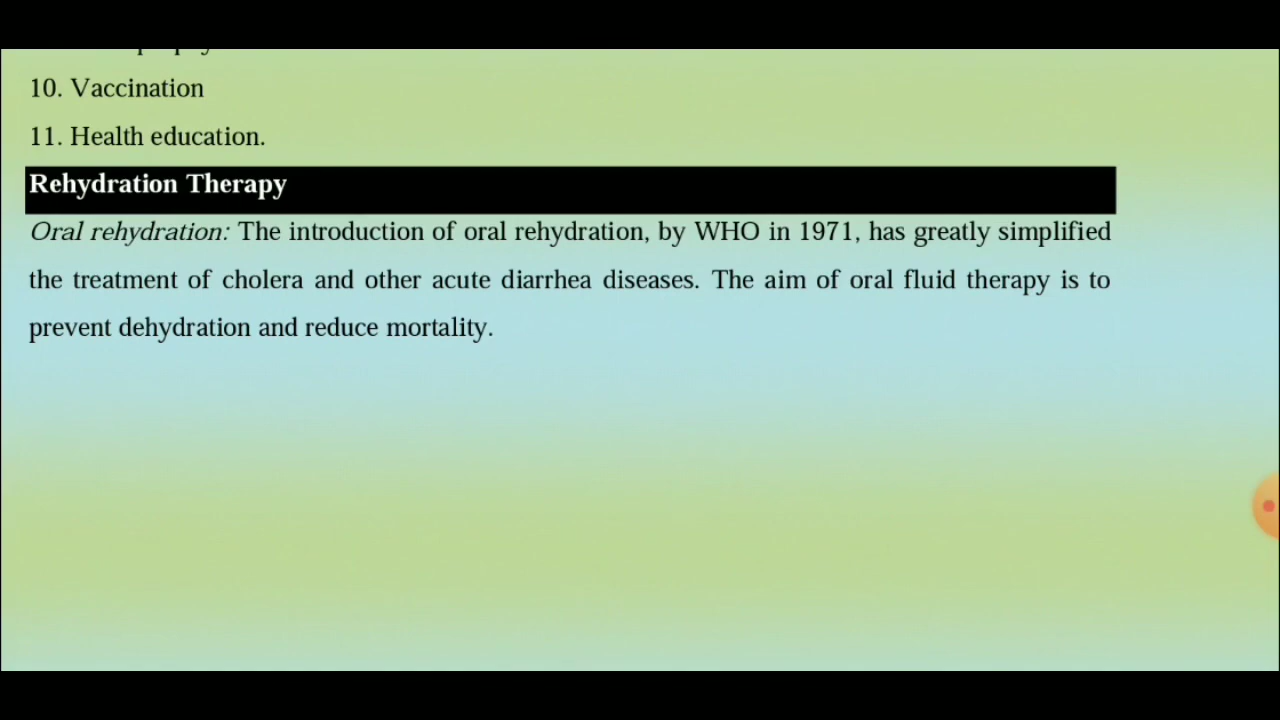 10. Vaccination
11. Health education.
Rehydration Therapy
Oral rehydration: The introduction of oral rehydration, by WHO in 1971, has greatly simplified
the treatment of cholera and other acute diarrhea diseases. The aim of oral fluid therapy is to
prevent dehydration and reduce mortality.